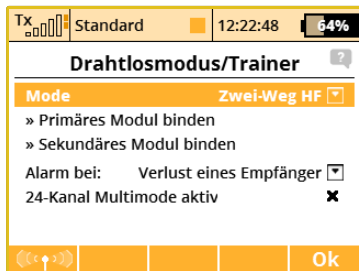 Tx Standard 12:22:48 64%
Drahtlosmodus/Trainer ?
Mode Zwei-Weg HF
» Primäres Modul binden
» Sekundäres Modul binden
Alarm bei: Verlust eines Empfänger
24-Kanal Multimode aktiv
Ok